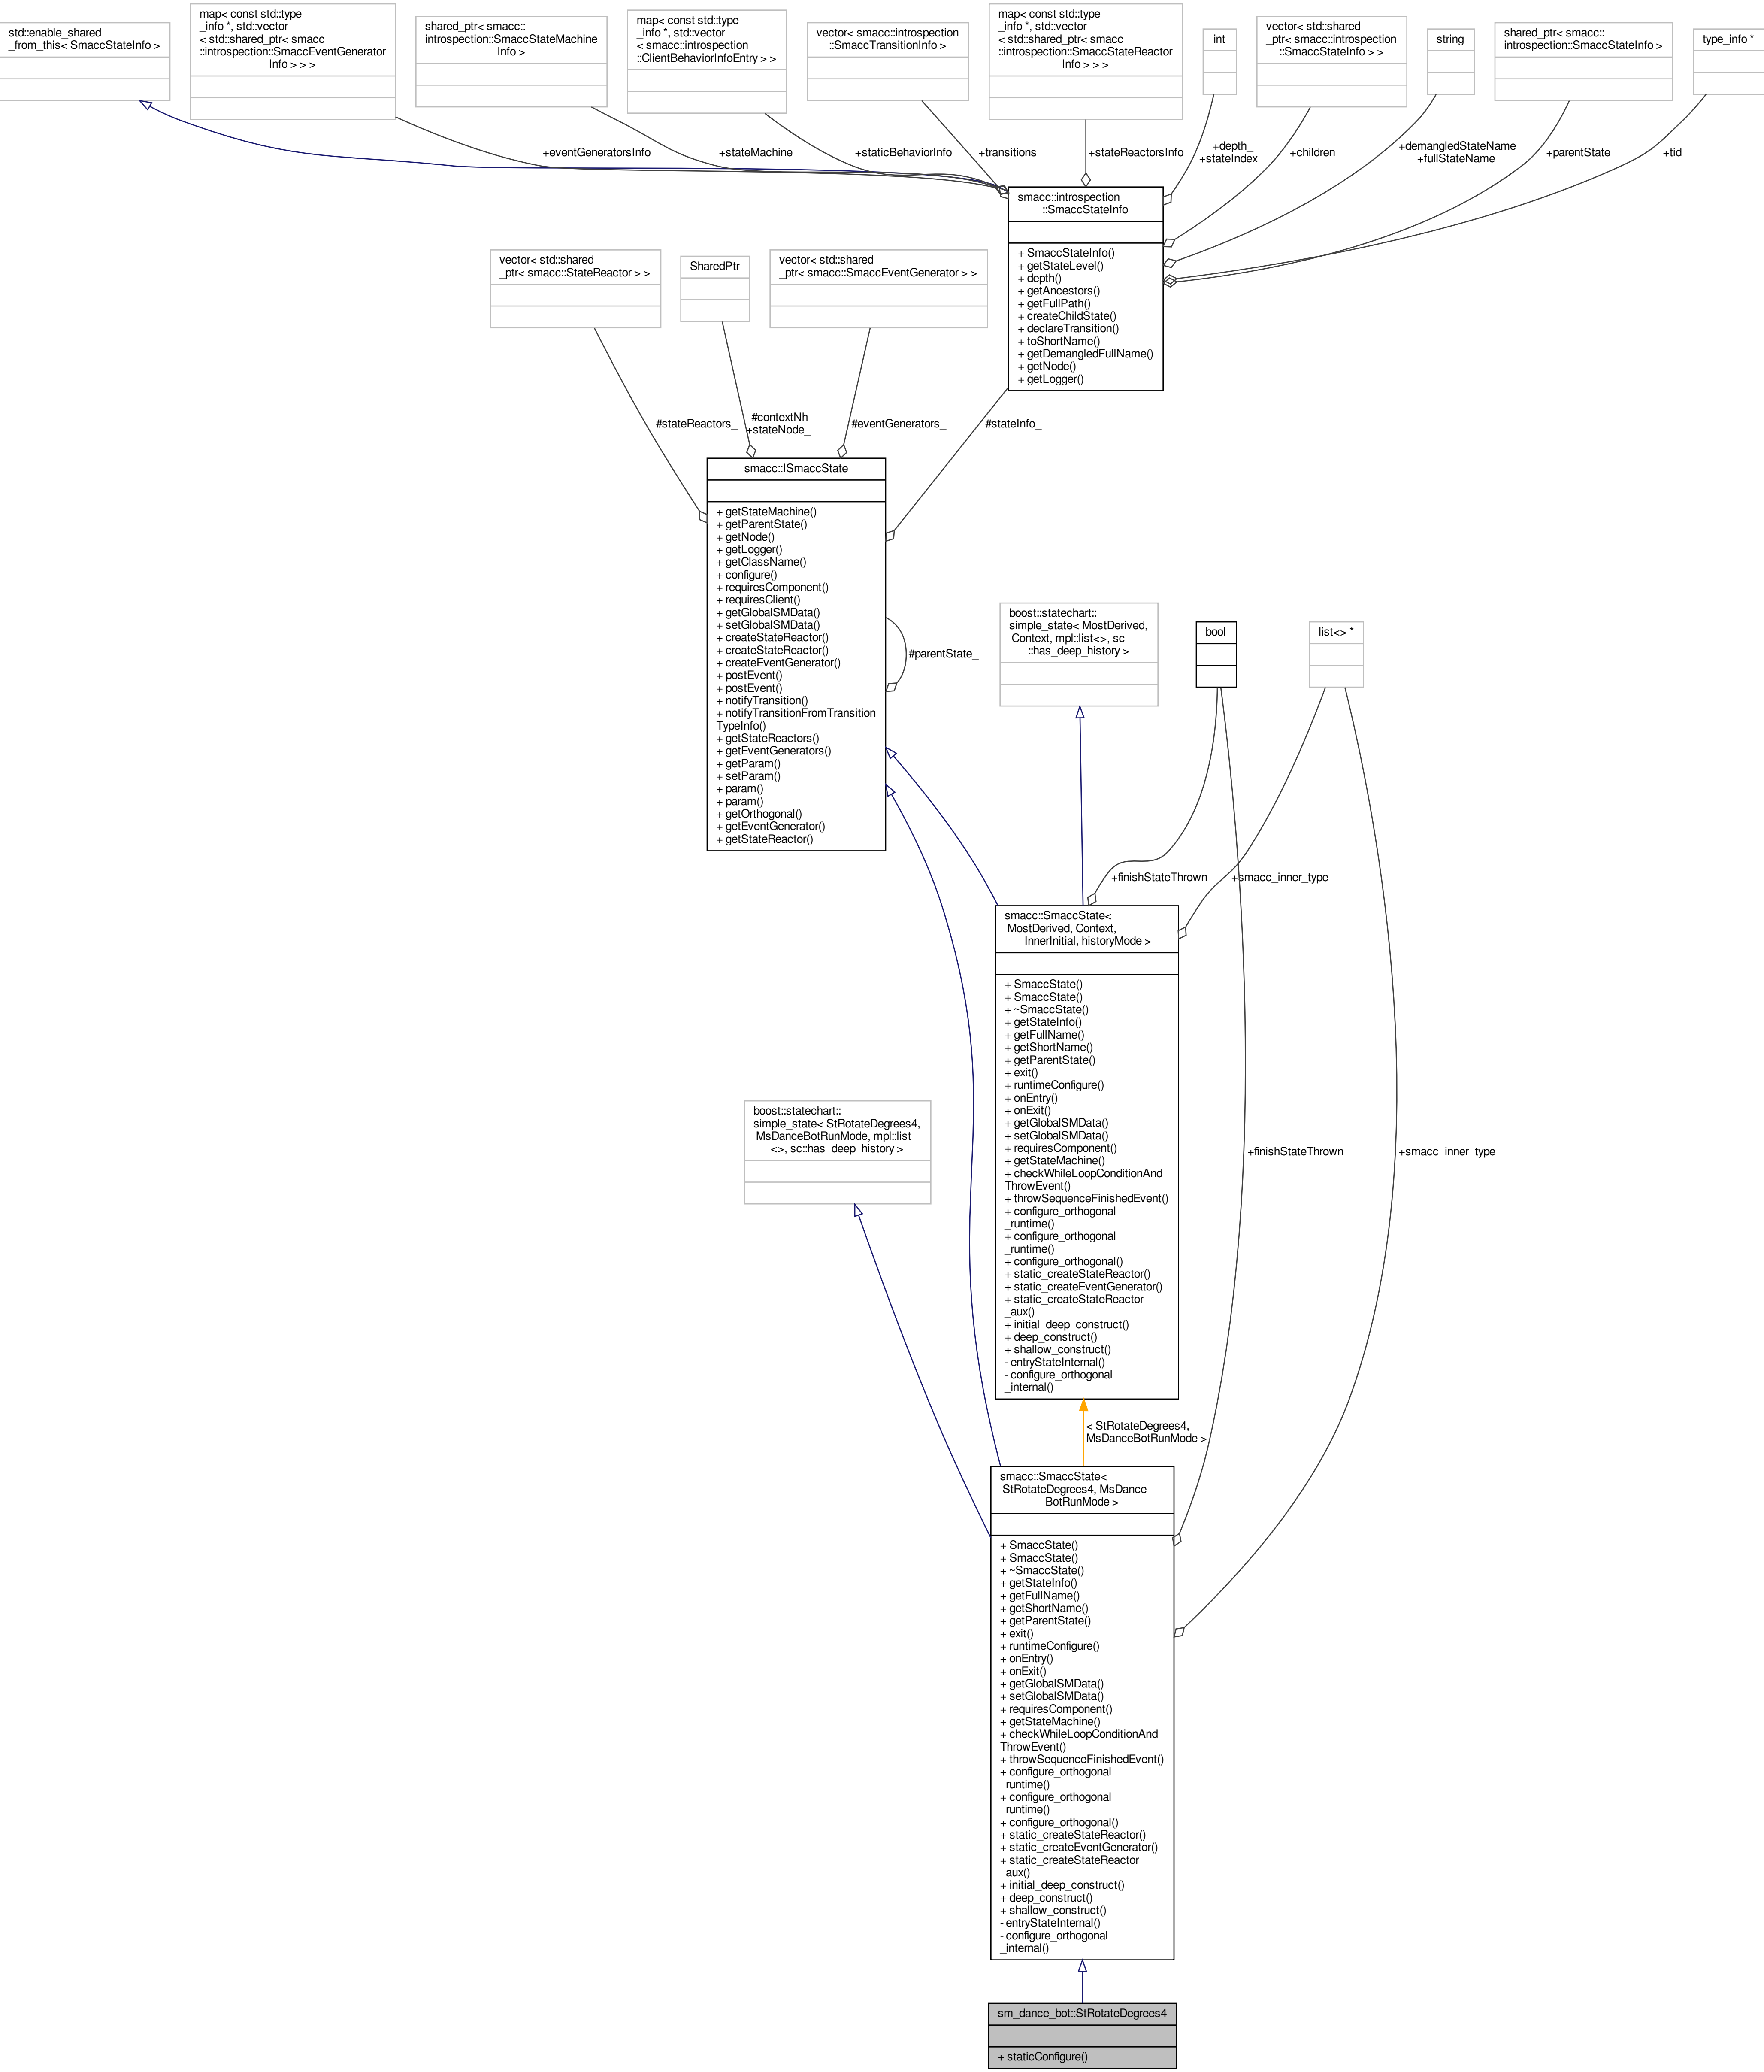 std::enable_shared
_from_this< SmaccStateInfo >
map< const std::type
_info *, std::vector
< std::shared_ptr< smacc
::introspection::SmaccEventGenerator
Info > > >
shared_ptr< smacc::
introspection::SmaccStateMachine
Info >
map< const std::type
_info *, std::vector
< smacc::introspection
::ClientBehaviorInfoEntry > >
vector< smacc::introspection
::SmaccTransitionInfo >
map< const std::type
_info *, std::vector
< std::shared_ptr< smacc
::introspection::SmaccStateReactor
Info > > >
int
vector< std::shared
_ptr< smacc::introspection
::SmaccStateInfo > >
string
shared_ptr< smacc::
introspection::SmaccStateInfo >
type_info *
+eventGeneratorsInfo
+stateMachine_
+staticBehaviorInfo
+transitions_
+stateReactorsInfo
+depth_
+stateIndex_
+children_
+demangledStateName
+fullStateName
+parentState_
+tid_
smacc::introspection
::SmaccStateInfo
+ SmaccStateInfo()
+ getStateLevel()
+ depth()
+ getAncestors()
+ getFullPath()
+ createChildState()
+ declareTransition()
+ toShortName()
+ getDemangledFullName()
+ getNode()
+ getLogger()
vector< std::shared
_ptr< smacc::StateReactor > >
SharedPtr
vector< std::shared
_ptr< smacc::SmaccEventGenerator > >
#stateReactors_
#contextNh
+stateNode_
#eventGenerators_
#stateInfo_
smacc::ISmaccState
+ getStateMachine()
+ getParentState()
+ getNode()
+ getLogger()
+ getClassName()
+ configure()
+ requiresComponent()
+ requiresClient()
+ getGlobalSMData()
+ setGlobalSMData()
+ createStateReactor()
+ createStateReactor()
+ createEventGenerator()
+ postEvent()
+ postEvent()
+ notifyTransition()
+ notifyTransitionFromTransition
TypeInfo()
+ getStateReactors()
+ getEventGenerators()
+ getParam()
+ setParam()
+ param()
+ param()
+ getOrthogonal()
+ getEventGenerator()
+ getStateReactor()
#parentState_
boost::statechart::
simple_state< MostDerived,
Context, mpl::list<>, sc
::has_deep_history >
bool
list<> *
+finishStateThrown
+smacc_inner_type
smacc::SmaccState<
MostDerived, Context,
InnerInitial, historyMode >
+ SmaccState()
+ SmaccState()
+ ~SmaccState()
+ getStateInfo()
+ getFullName()
+ getShortName()
+ getParentState()
+ exit()
+ runtimeConfigure()
+ onEntry()
+ onExit()
+ getGlobalSMData()
+ setGlobalSMData()
+ requiresComponent()
+ getStateMachine()
+ checkWhileLoopConditionAnd
ThrowEvent()
+ throwSequenceFinishedEvent()
+ configure_orthogonal
_runtime()
+ configure_orthogonal
_runtime()
+ configure_orthogonal()
+ static_createStateReactor()
+ static_createEventGenerator()
+ static_createStateReactor
_aux()
+ initial_deep_construct()
+ deep_construct()
+ shallow_construct()
- entryStateInternal()
- configure_orthogonal
_internal()
boost::statechart::
simple_state< StRotateDegrees4,
MsDanceBotRunMode, mpl::list
<>, sc::has_deep_history >
+finishStateThrown
+smacc_inner_type
< StRotateDegrees4,
MsDanceBotRunMode >
smacc::SmaccState<
StRotateDegrees4, MsDance
BotRunMode >
+ SmaccState()
+ SmaccState()
+ ~SmaccState()
+ getStateInfo()
+ getFullName()
+ getShortName()
+ getParentState()
+ exit()
+ runtimeConfigure()
+ onEntry()
+ onExit()
+ getGlobalSMData()
+ setGlobalSMData()
+ requiresComponent()
+ getStateMachine()
+ checkWhileLoopConditionAnd
ThrowEvent()
+ throwSequenceFinishedEvent()
+ configure_orthogonal
_runtime()
+ configure_orthogonal
_runtime()
+ configure_orthogonal()
+ static_createStateReactor()
+ static_createEventGenerator()
+ static_createStateReactor
_aux()
+ initial_deep_construct()
+ deep_construct()
+ shallow_construct()
- entryStateInternal()
- configure_orthogonal
_internal()
sm_dance_bot::StRotateDegrees4
+ staticConfigure()